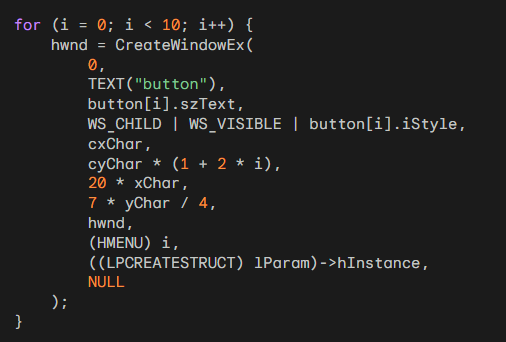 for (i = 0; i < 10; i++) {
    hwnd = CreateWindowEx(
        0,
        TEXT("button"),
        button[i].szText,
        WS_CHILD | WS_VISIBLE | button[i].iStyle,
        cxChar,
        cyChar * (1 + 2 * i),
        20 * xChar,
        7 * yChar / 4,
        hwnd,
        (HMENU) i,
        ((LPCREATESTRUCT) lParam)->hInstance,
        NULL
    );
}